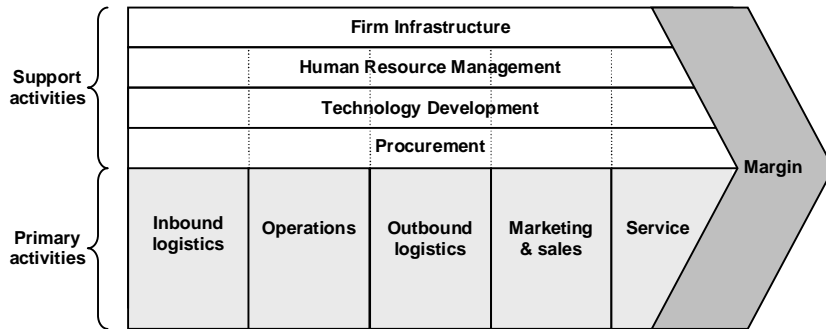 Firm Infrastructure
Human Resource Management
Technology Development
Procurement
Support
activities
Margin
Primary
activities
Inbound
logistics
Operations
Outbound
logistics
Marketing
& sales
Service